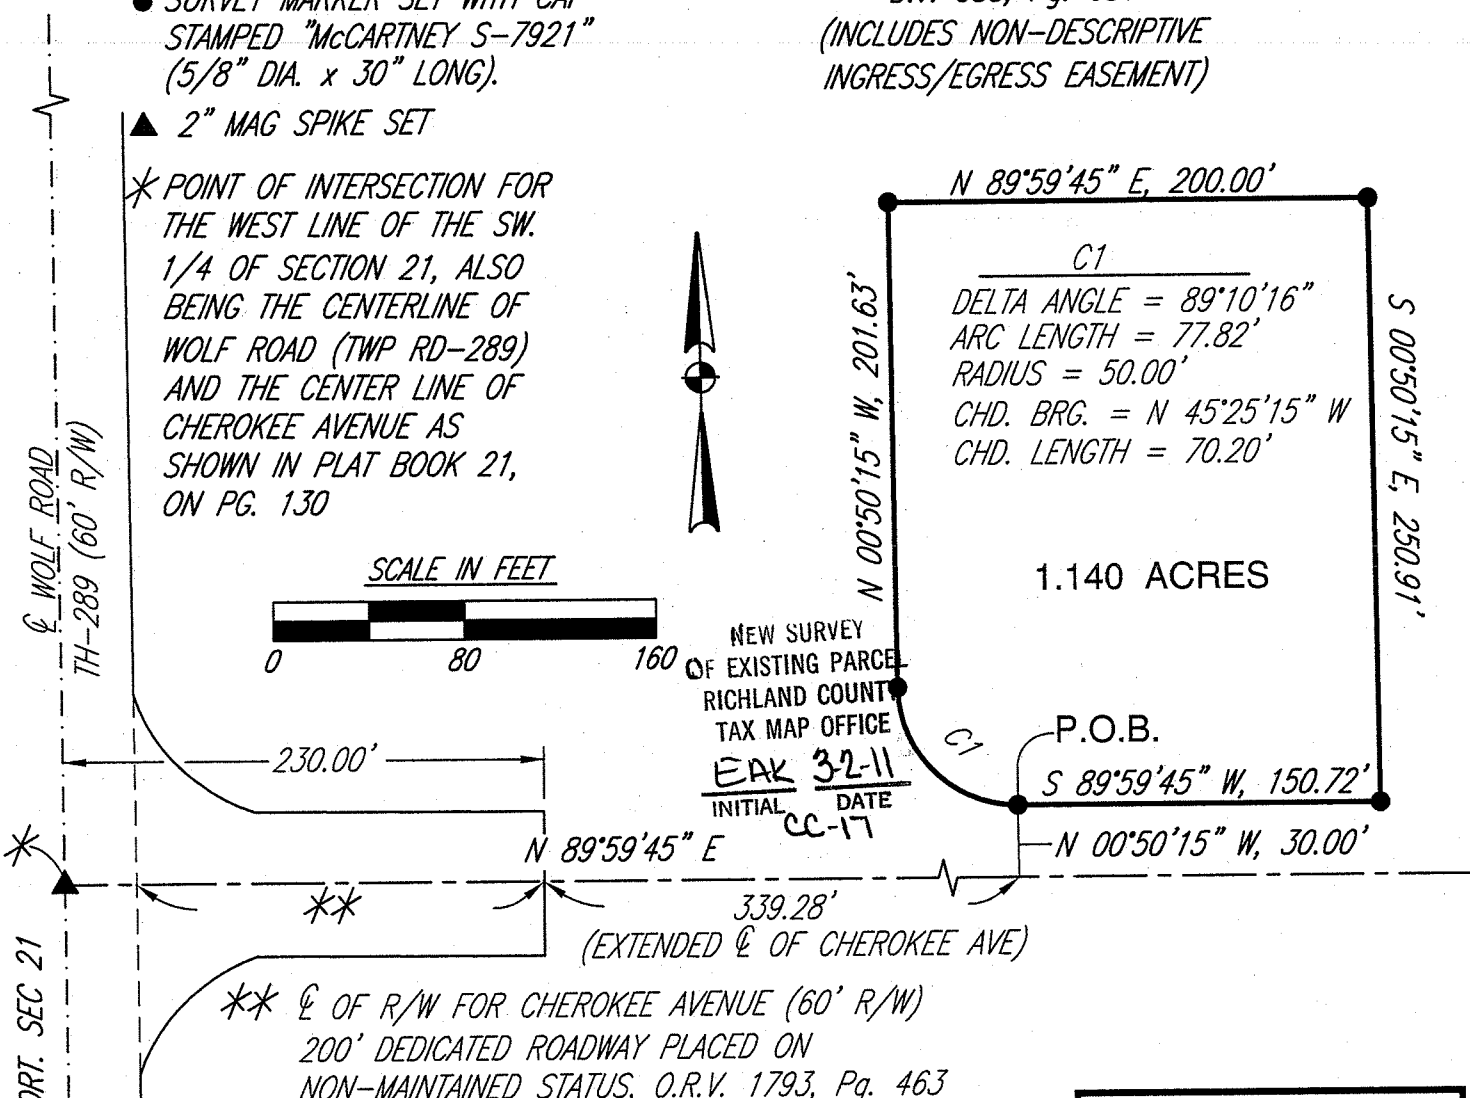 SURVEY MARKER SET WITH CAP
STAMPED "McCARTNEY S-7921"
(5/8" DIA. x 30" LONG).
2" MAG SPIKE SET
* POINT OF INTERSECTION FOR
THE WEST LINE OF THE SW.
1/4 OF SECTION 21, ALSO
BEING THE CENTERLINE OF
WOLF ROAD (TWP RD-289)
AND THE CENTER LINE OF
CHEROKEE AVENUE AS
SHOWN IN PLAT BOOK 21,
ON PG. 130
(INCLUDES NON-DESCRIPTIVE
INGRESS/EGRESS EASEMENT)
N 89°59'45" E, 200.00'
C1
DELTA ANGLE = 89°10'16"
ARC LENGTH = 77.82'
RADIUS = 50.00'
CHD. BRG. = N 45°25'15" W
CHD. LENGTH = 70.20'
N 00°50'15" W, 201.63'
S 00°50'15" E, 250.91'
1.140 ACRES
℄ WOLF ROAD
TH-289 (60' R/W)
SCALE IN FEET
0 80 160
NEW SURVEY
OF EXISTING PARCEL
RICHLAND COUNTY
TAX MAP OFFICE
EAK 3-2-11
INITIAL DATE
CC-17
C1
P.O.B.
S 89°59'45" W, 150.72'
N 00°50'15" W, 30.00'
230.00'
N 89°59'45" E
*
**
339.28'
(EXTENDED ℄ OF CHEROKEE AVE)
** ℄ OF R/W FOR CHEROKEE AVENUE (60' R/W)
200' DEDICATED ROADWAY PLACED ON
NON-MAINTAINED STATUS, O.R.V. 1793, Pg. 463
SEC 21